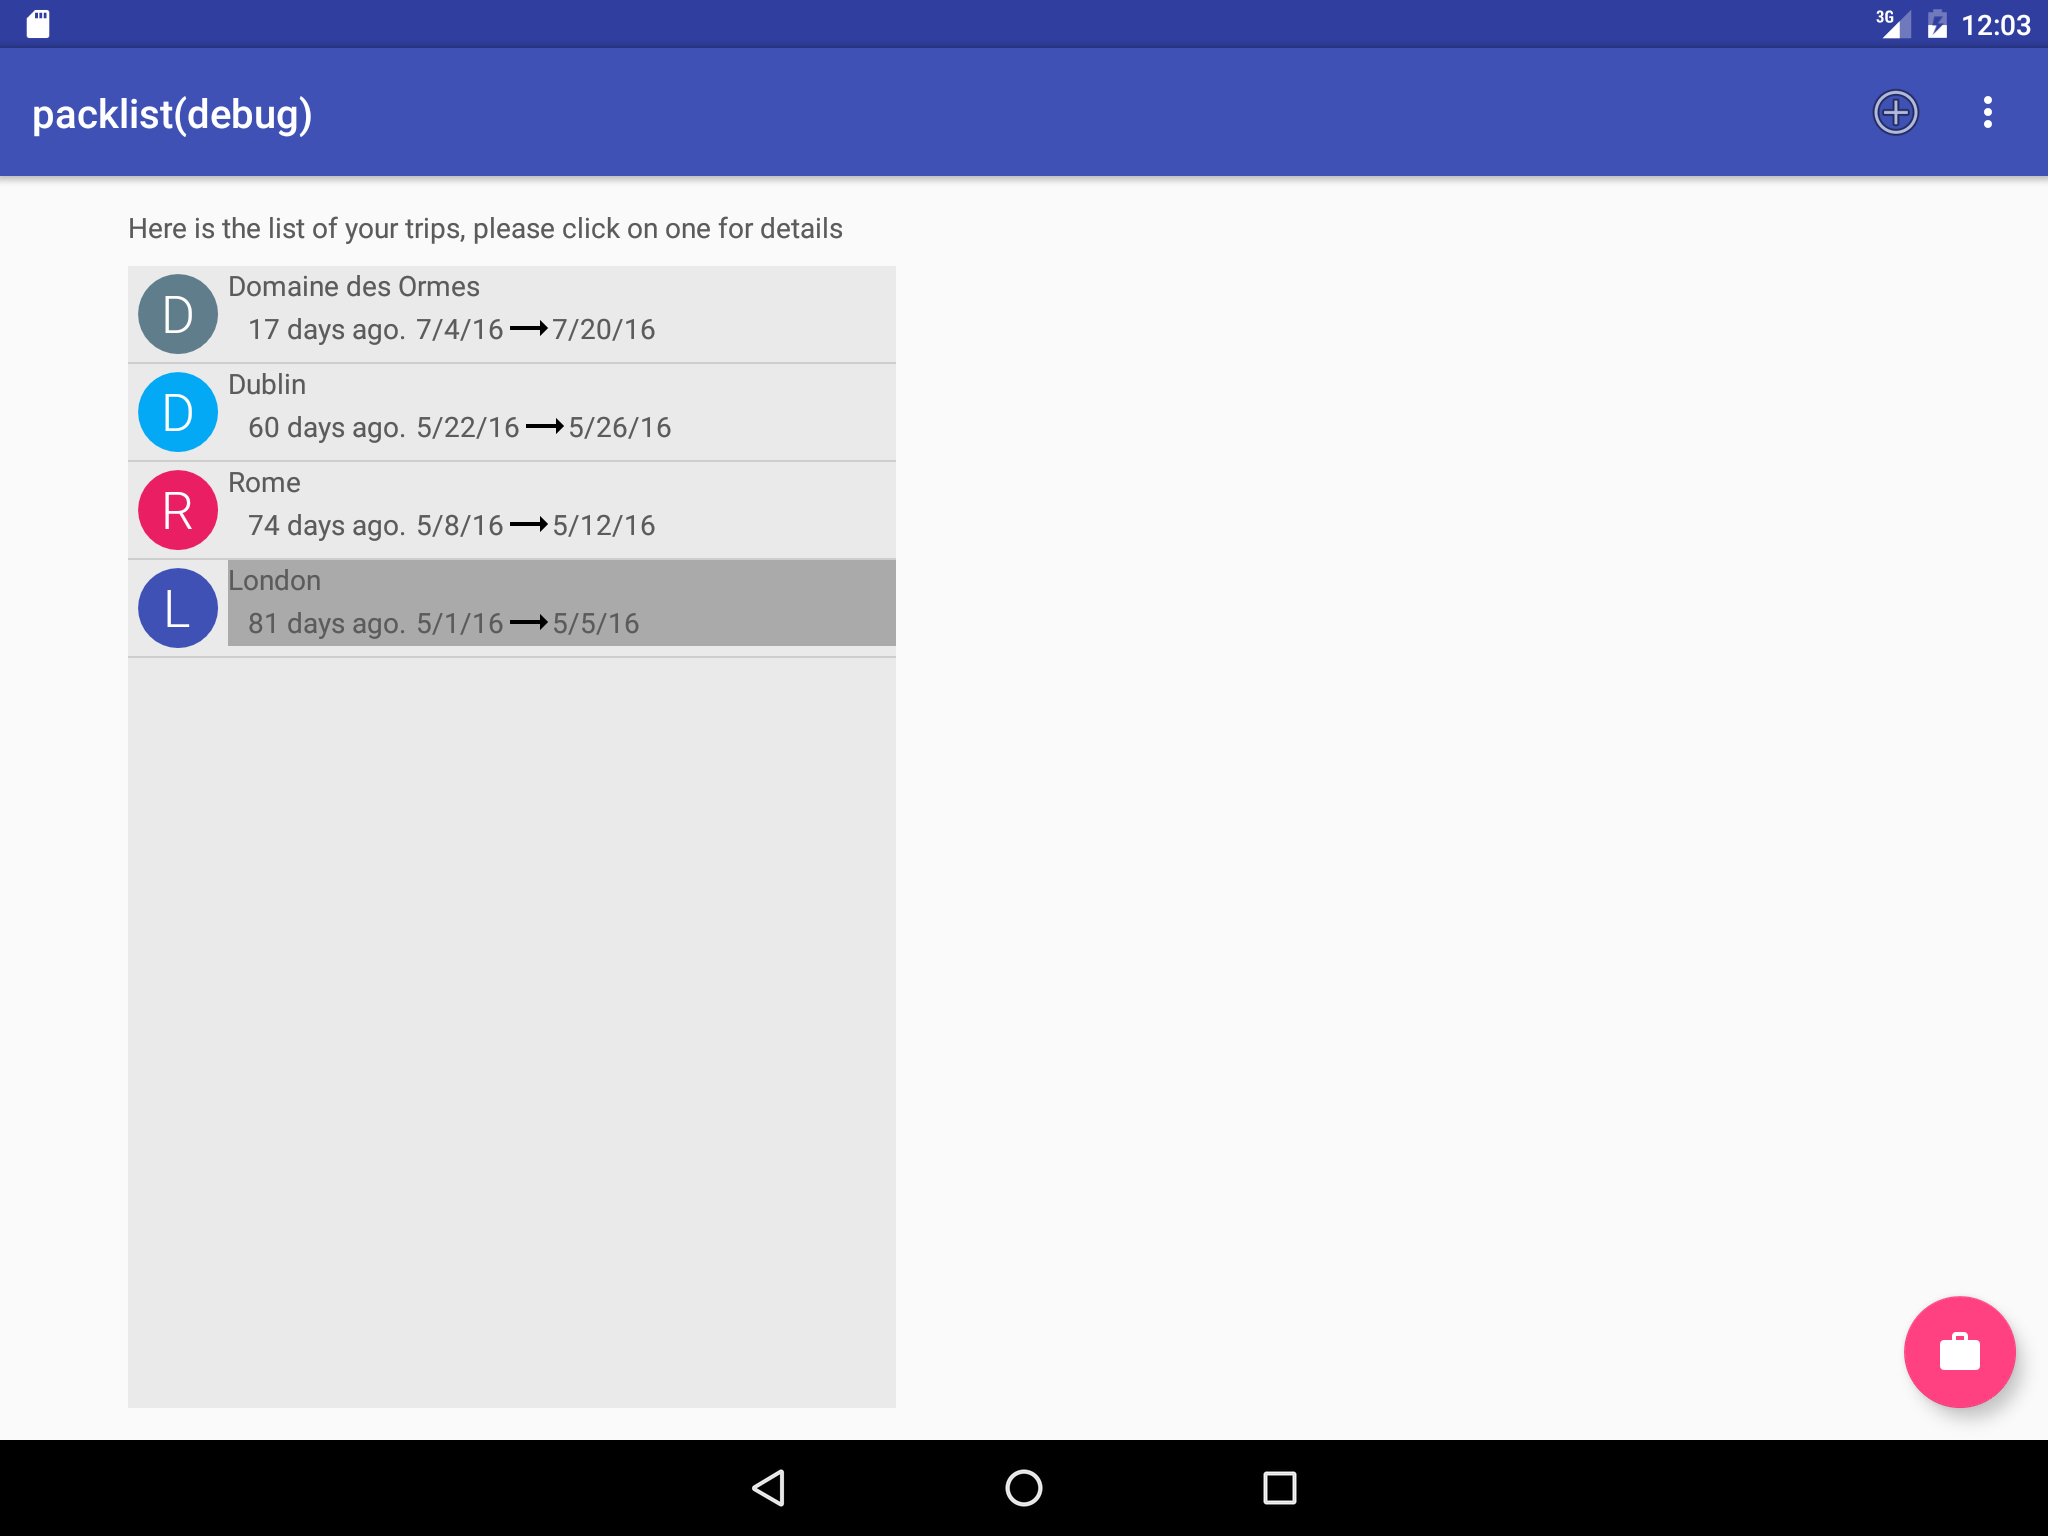 3G 12:03
packlist(debug)
Here is the list of your trips, please click on one for details
D Domaine des Ormes
17 days ago. 7/4/16 → 7/20/16
D Dublin
60 days ago. 5/22/16 → 5/26/16
R Rome
74 days ago. 5/8/16 → 5/12/16
L London
81 days ago. 5/1/16 → 5/5/16